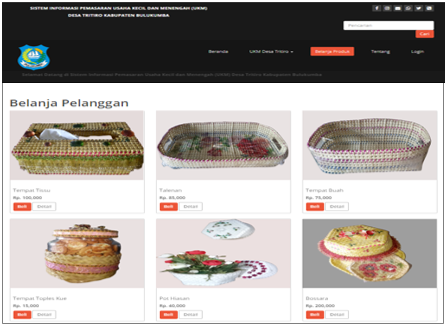 SISTEM INFORMASI PEMASARAN USAHA KECIL DAN MENENGAH (UKM)
DESA TRITIRO KABUPATEN BULUKUMBA
Pencarian
Cari
Beranda UKM Desa Tritiro Belanja Produk Tentang Login
Selamat Datang di Sistem Informasi Pemasaran Usaha Kecil dan Menengah (UKM) Desa Tritiro Kabupaten Bulukumba
Belanja Pelanggan
Tempat Tissu
Rp. 100,000
Beli Detail
Talenan
Rp. 85,000
Beli Detail
Tempat Buah
Rp. 75,000
Beli Detail
Tempat Toples Kue
Rp. 15,000
Beli Detail
Pot Hiasan
Rp. 40,000
Beli Detail
Bossara
Rp. 200,000
Beli Detail